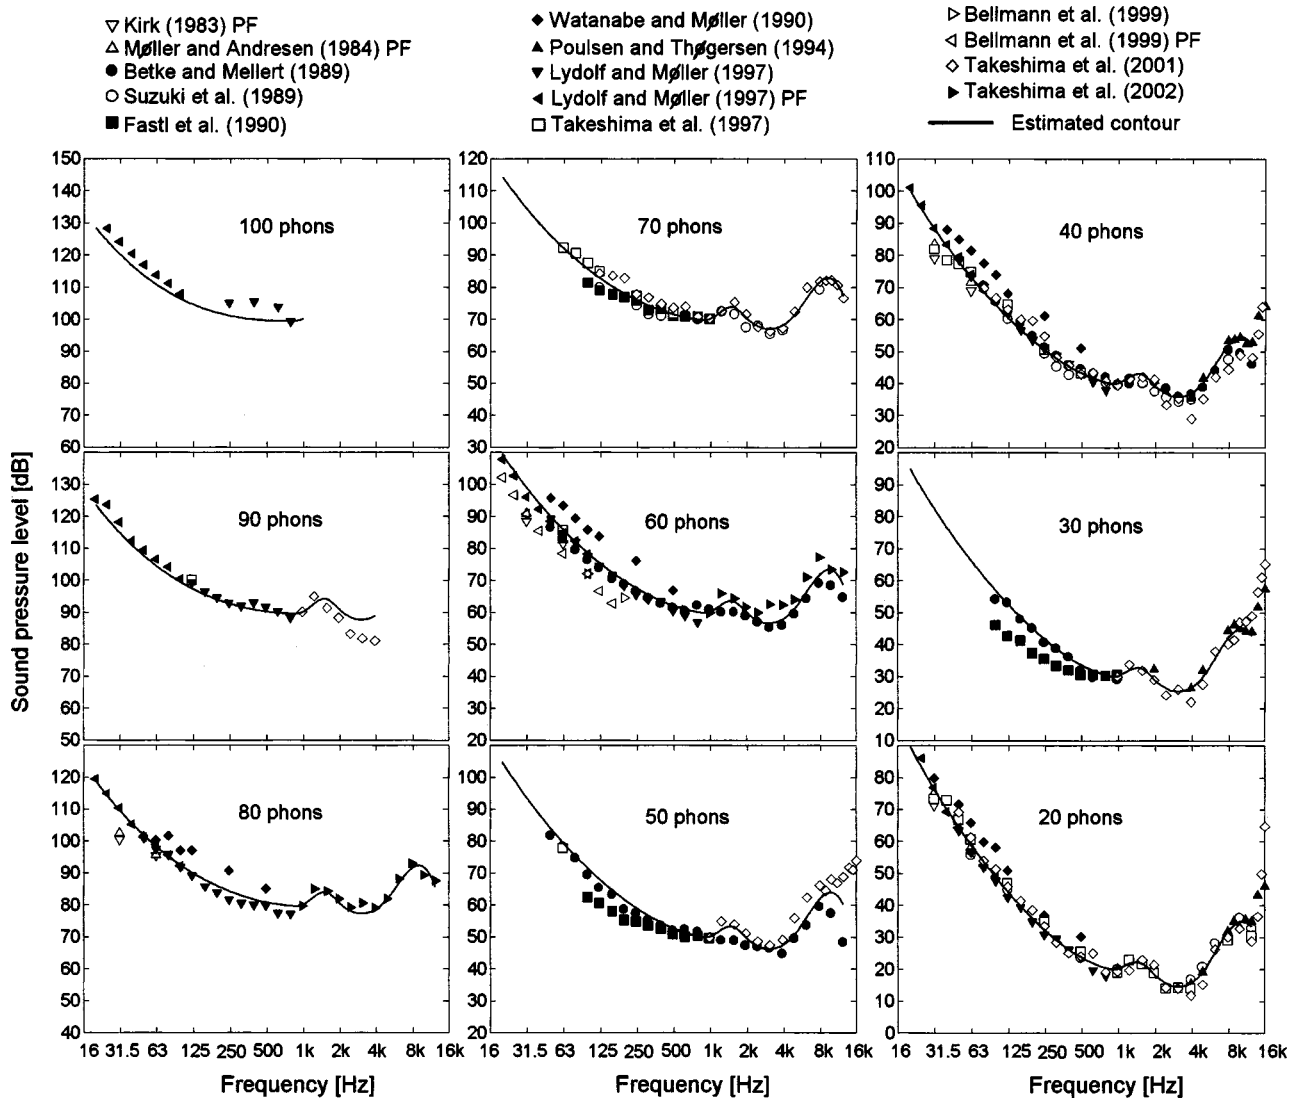 Kirk (1983) PF
Møller and Andresen (1984) PF
Betke and Mellert (1989)
Suzuki et al. (1989)
Fastl et al. (1990)
Watanabe and Møller (1990)
Poulsen and Thøgersen (1994)
Lydolf and Møller (1997)
Lydolf and Møller (1997) PF
Takeshima et al. (1997)
Bellmann et al. (1999)
Bellmann et al. (1999) PF
Takeshima et al. (2001)
Takeshima et al. (2002)
Estimated contour
Sound pressure level [dB]
150
140
130
120
110
100
90
80
70
60
100 phons
110
100
90
80
70
60
50
40
30
70 phons
110
100
90
80
70
60
50
40
30
20
40 phons
130
120
110
100
90
80
70
60
50
90 phons
100
90
80
70
60
50
40
30
20
60 phons
90
80
70
60
50
40
30
20
10
30 phons
120
110
100
90
80
70
60
50
40
80 phons
100
90
80
70
60
50
40
30
20
50 phons
80
70
60
50
40
30
20
10
0
20 phons
16 31.5 63 125 250 500 1k 2k 4k 8k 16k
16 31.5 63 125 250 500 1k 2k 4k 8k 16k
16 31.5 63 125 250 500 1k 2k 4k 8k 16k
Frequency [Hz]
Frequency [Hz]
Frequency [Hz]